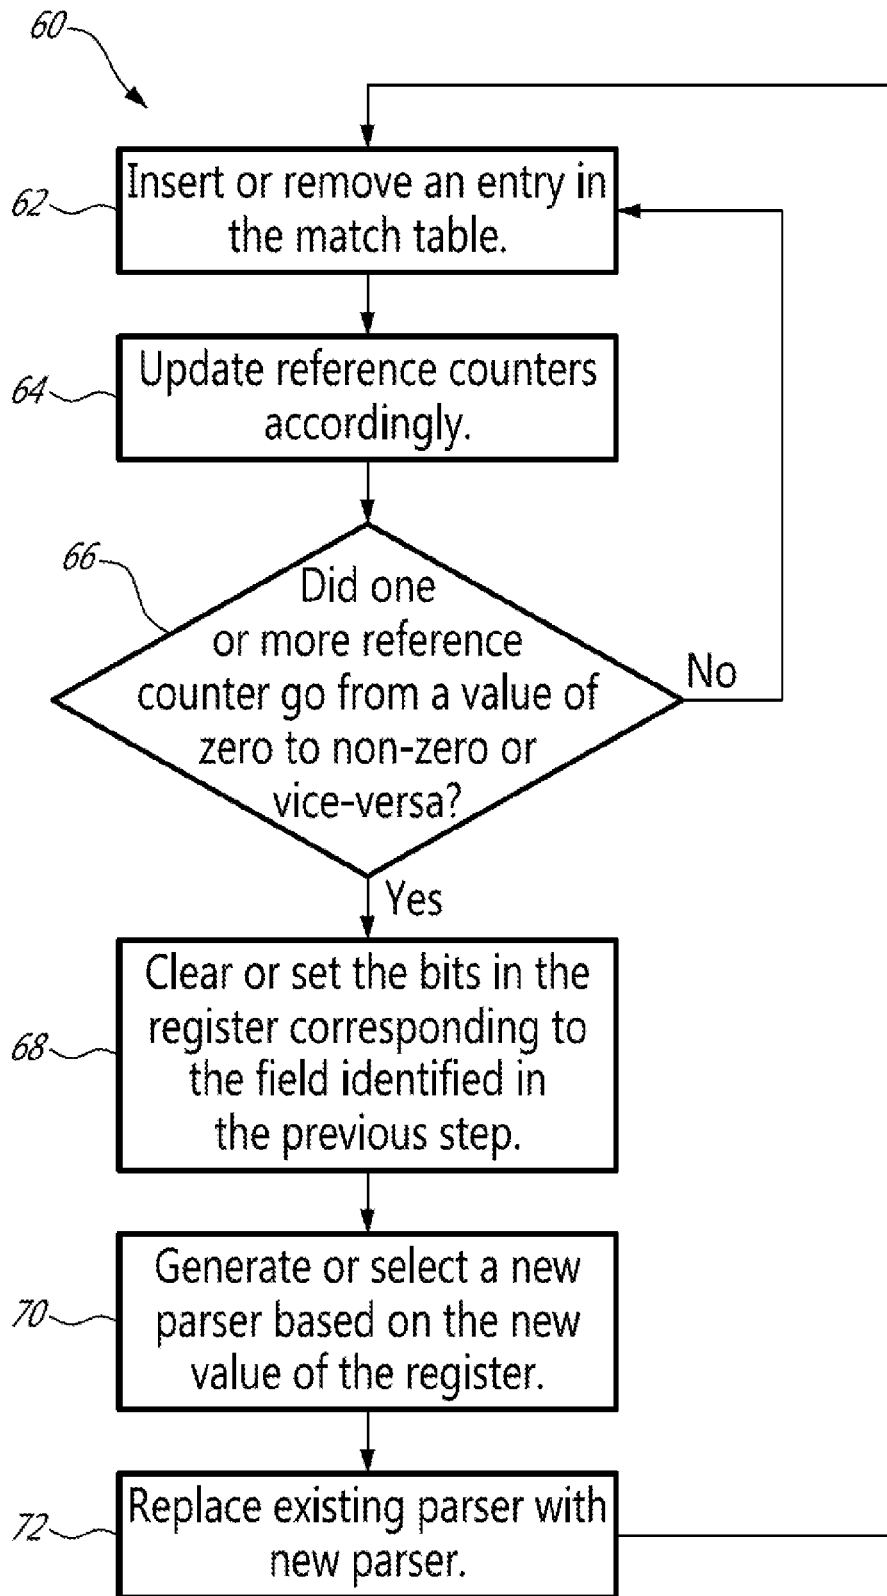 60
62
Insert or remove an entry in
the match table.
64
Update reference counters
accordingly.
66
Did one
or more reference
counter go from a value of
zero to non-zero or
vice-versa?
No
Yes
68
Clear or set the bits in the
register corresponding to
the field identified in
the previous step.
70
Generate or select a new
parser based on the new
value of the register.
72
Replace existing parser with
new parser.